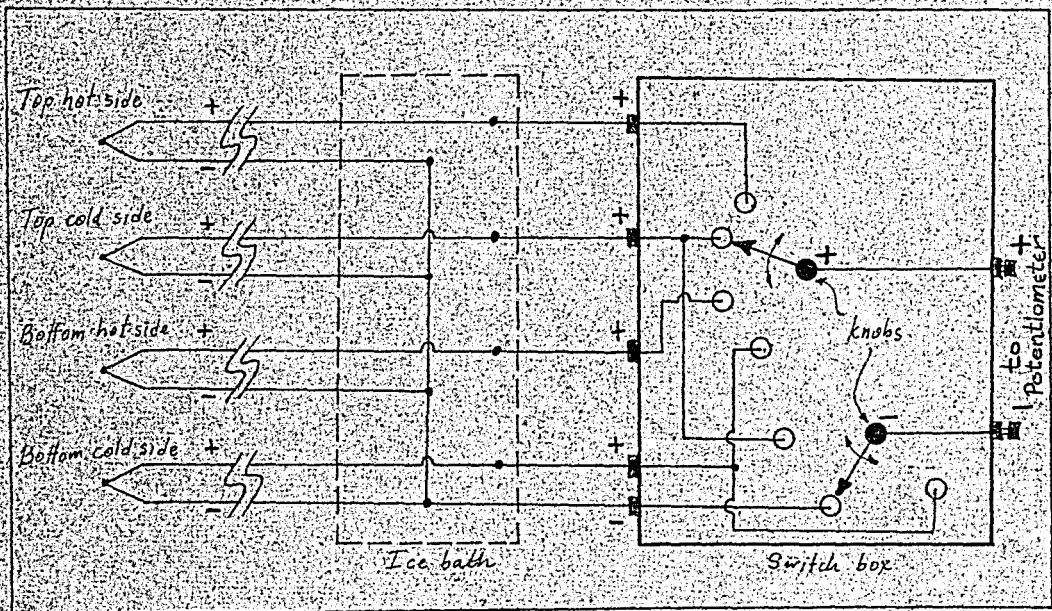 Top hot side
+
-
+
Top cold side
+
-
+
Bottom hot side
+
-
+
Bottom cold side
+
-
+
-
Ice bath
Switch box
+
knobs
-
+
-
to
Potentiometer